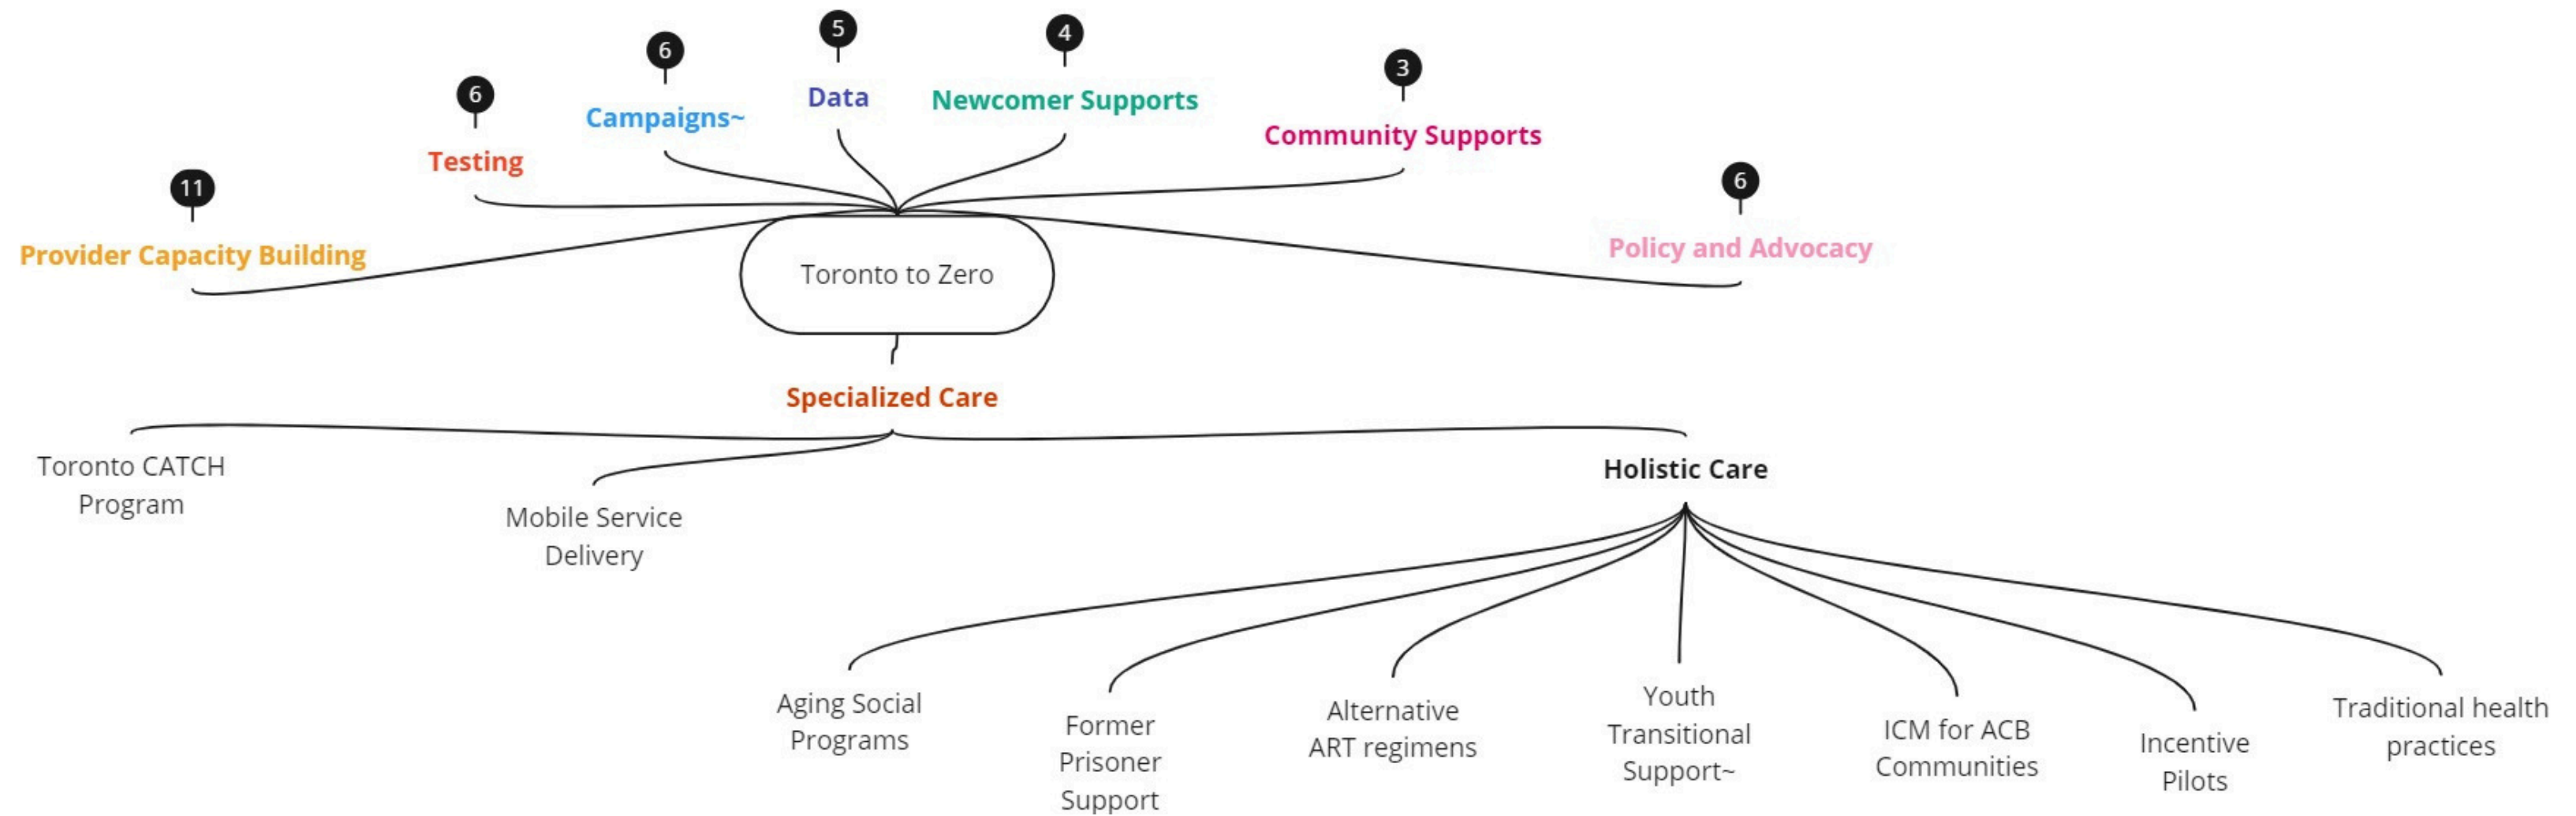 5
4
6
3
6
Data
Newcomer Supports
Campaigns~
Community Supports
Testing
6
11
Policy and Advocacy
Provider Capacity Building
Toronto to Zero
Specialized Care
Toronto CATCH
Program
Mobile Service
Delivery
Holistic Care
Aging Social
Programs
Former
Prisoner
Support
Alternative
ART regimens
Youth
Transitional
Support~
ICM for ACB
Communities
Incentive
Pilots
Traditional health
practices